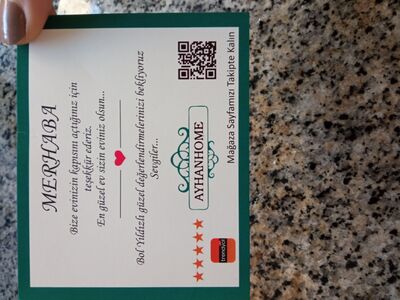 MERHABA
Bize evinizin kapısını açtığınız için
teşekkür ederiz.
En güzel ev sizin eviniz olsun...
Bol Yıldızlı güzel değerlendirmelerinizi bekliyoruz
Sevgiler...
AYHANHOME
Mağaza Sayfamızı Takipte Kalın
trendyol